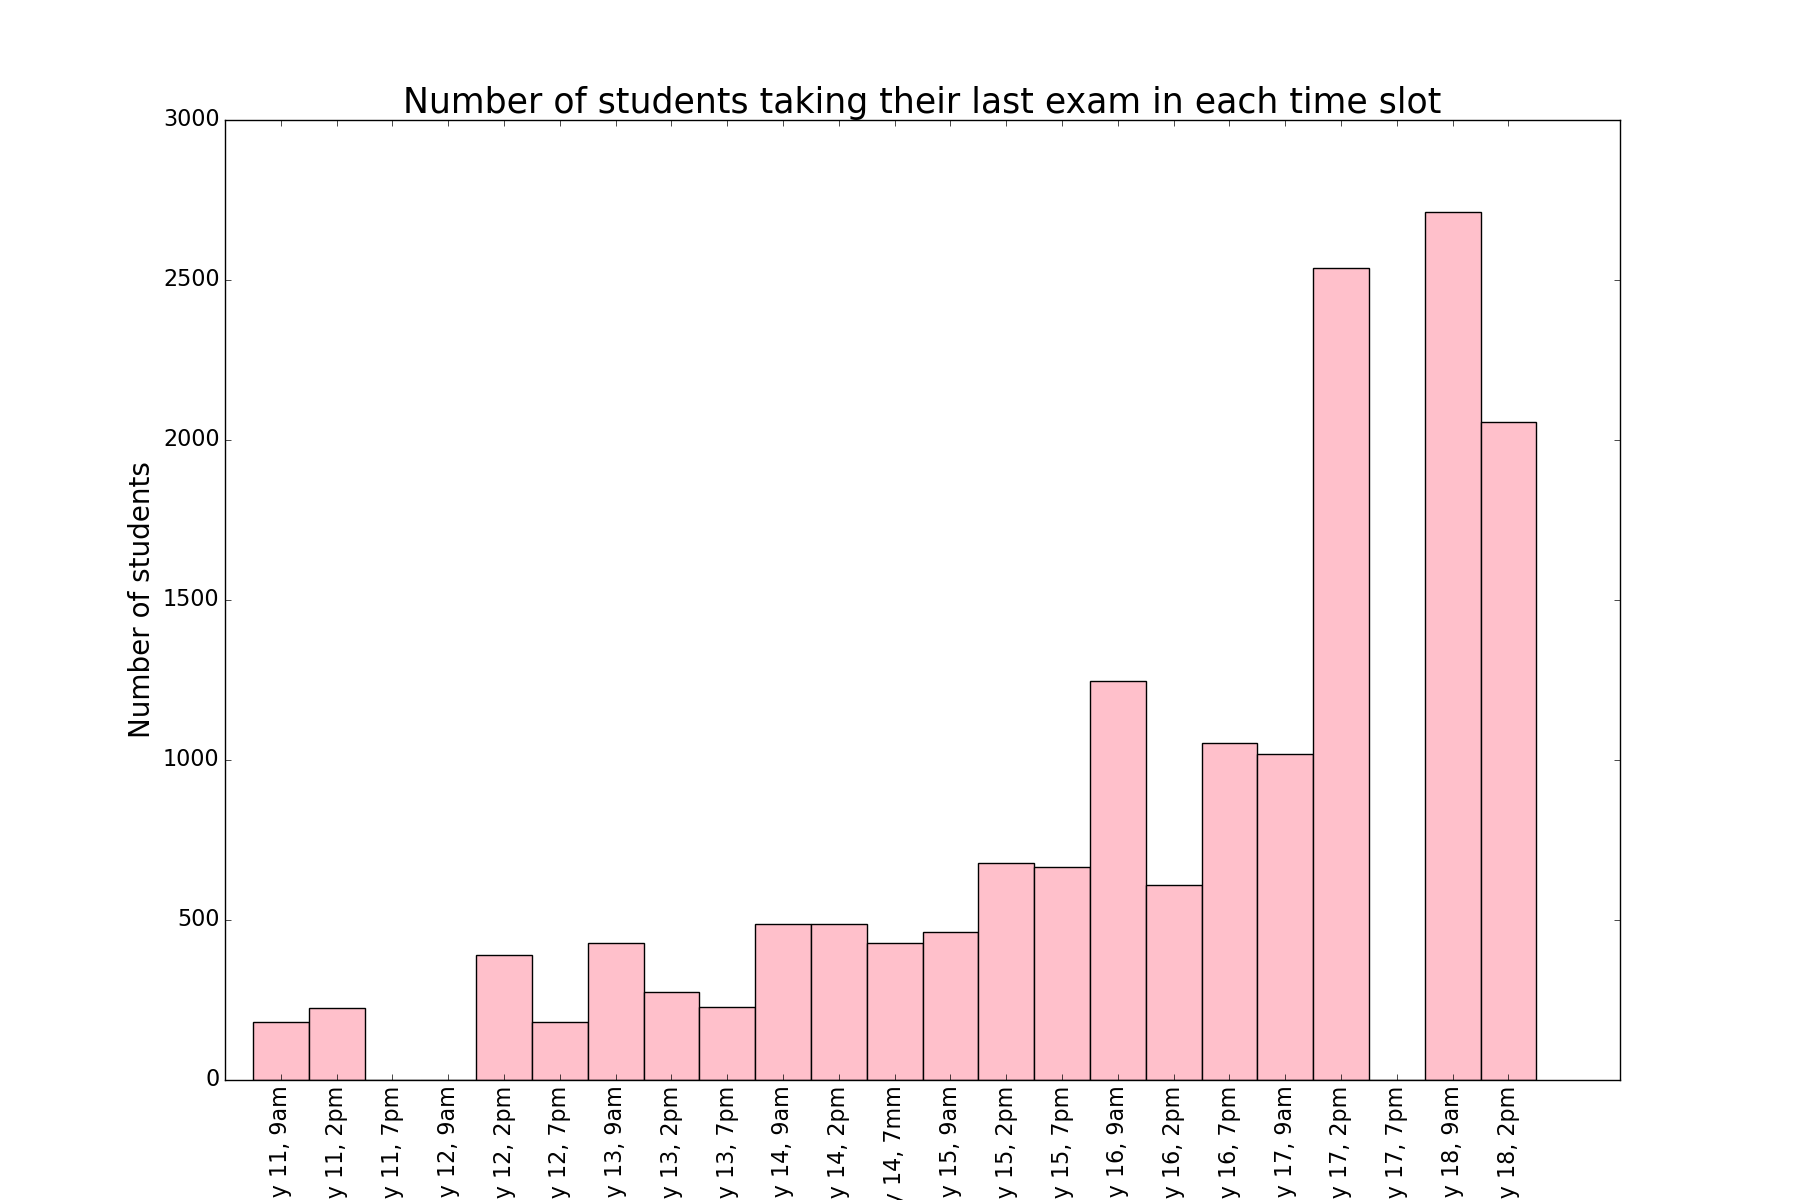 Number of students taking their last exam in each time slot
3000
2500
2000
1500
1000
500
0
Number of students
y 11, 9am
y 11, 2pm
y 11, 7pm
y 12, 9am
y 12, 2pm
y 12, 7pm
y 13, 9am
y 13, 2pm
y 13, 7pm
y 14, 9am
y 14, 2pm
y 14, 7mm
y 15, 9am
y 15, 2pm
y 15, 7pm
y 16, 9am
y 16, 2pm
y 16, 7pm
y 17, 9am
y 17, 2pm
y 17, 7pm
y 18, 9am
y 18, 2pm